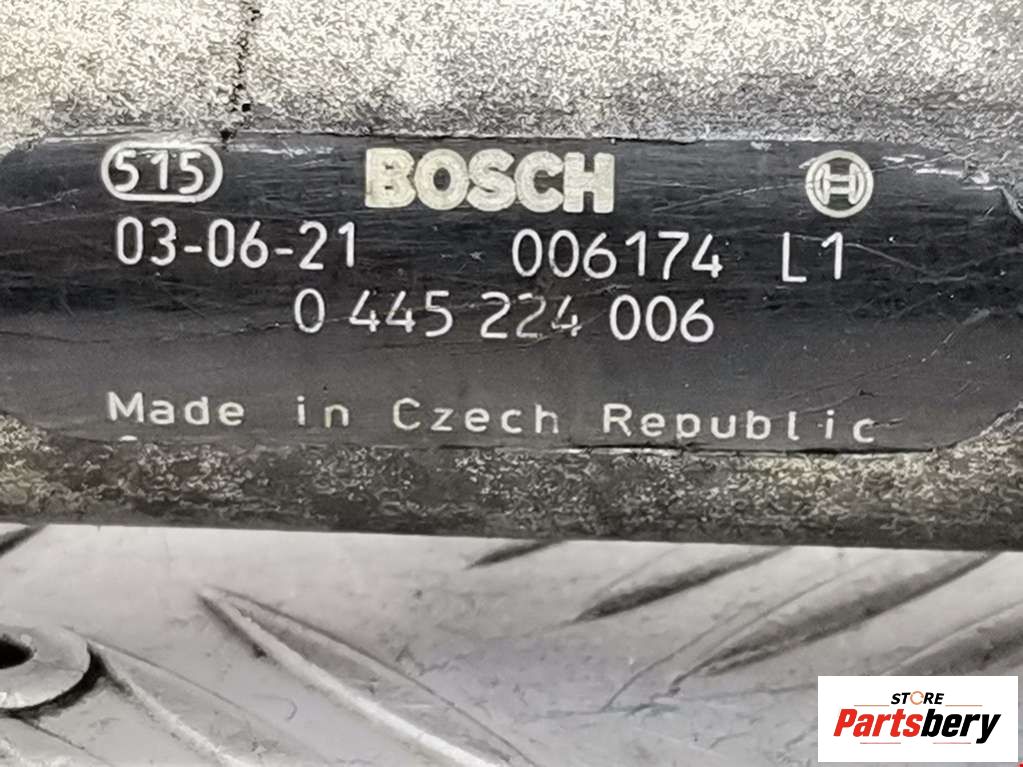 515 BOSCH
03-06-21 006174 L1
0 445 224 006
Made in Czech Republic
STORE
Partsbery